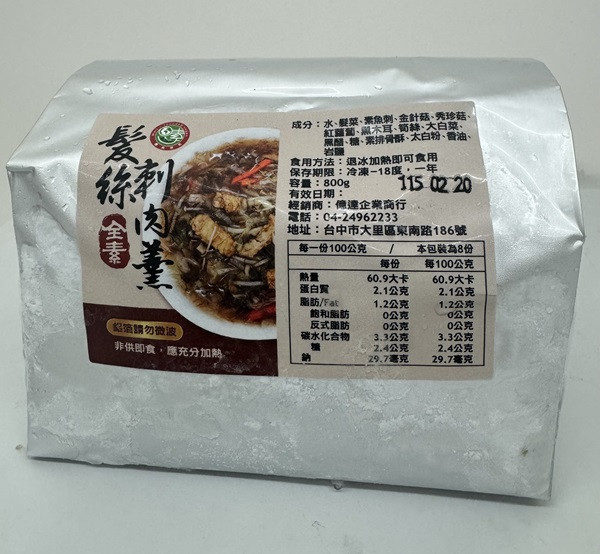 髮絲
刺肉羹
全素
鋁箔請勿微波
非供即食，應充分加熱
成分：水、髮菜、素魚刺、金針菇、秀珍菇、
紅蘿蔔、黑木耳、筍絲、大白菜、
黑醋、糖、素排骨酥、太白粉、香油、
岩鹽
食用方法：退冰加熱即可食用
保存期限：冷凍-18度，一年
容量：800g
有效日期：
115 02 20
經銷商：億達企業商行
電話：04-24962233
地址：台中市大里區東南路186號
每一份100公克 / 本包裝為8份
每份 每100公克
熱量 60.9大卡 60.9大卡
蛋白質 2.1公克 2.1公克
脂肪/Fat 1.2公克 1.2公克
飽和脂肪 0公克 0公克
反式脂肪 0公克 0公克
碳水化合物 3.3公克 3.3公克
糖 2.4公克 2.4公克
鈉 29.7毫克 29.7毫克